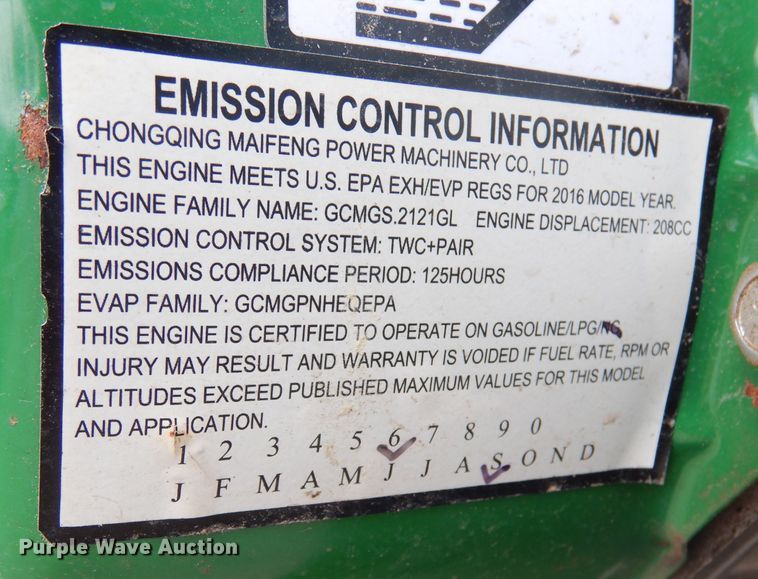 EMISSION CONTROL INFORMATION
CHONGQING MAIFENG POWER MACHINERY CO., LTD
THIS ENGINE MEETS U.S. EPA EXH/EVP REGS FOR 2016 MODEL YEAR.
ENGINE FAMILY NAME: GCMGS.2121GL ENGINE DISPLACEMENT: 208CC
EMISSION CONTROL SYSTEM: TWC+PAIR
EMISSIONS COMPLIANCE PERIOD: 125HOURS
EVAP FAMILY: GCMGPNHEQEPA
THIS ENGINE IS CERTIFIED TO OPERATE ON GASOLINE/LPG/NG
INJURY MAY RESULT AND WARRANTY IS VOIDED IF FUEL RATE, RPM OR
ALTITUDES EXCEED PUBLISHED MAXIMUM VALUES FOR THIS MODEL
AND APPLICATION.
1 2 3 4 5 6 7 8 9 0
J F M A M J J A S O N D
Purple Wave Auction